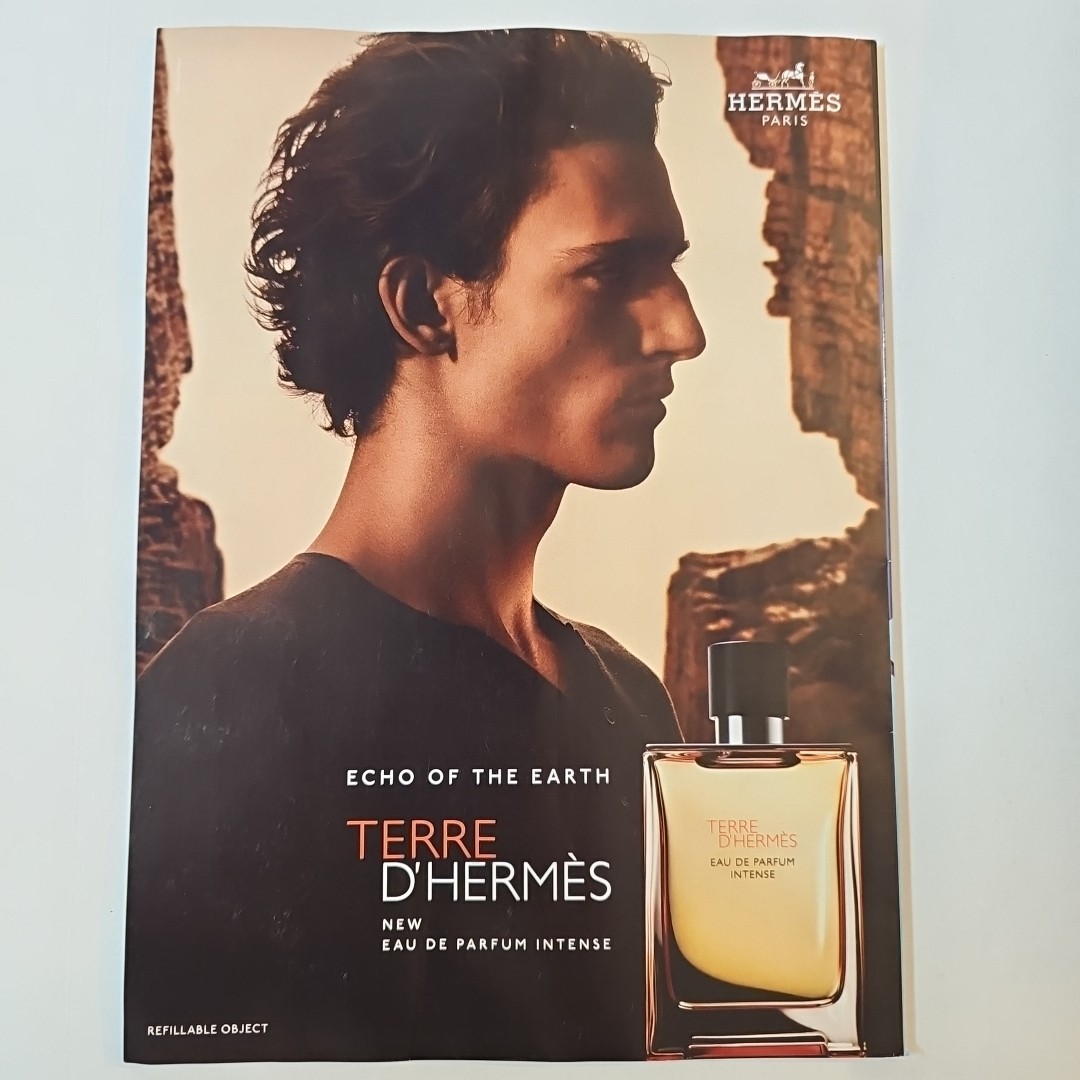 HERMÈS
PARIS
ECHO OF THE EARTH
TERRE
D'HERMÈS
NEW
EAU DE PARFUM INTENSE
TERRE
D'HERMÈS
EAU DE PARFUM
INTENSE
REFILLABLE OBJECT